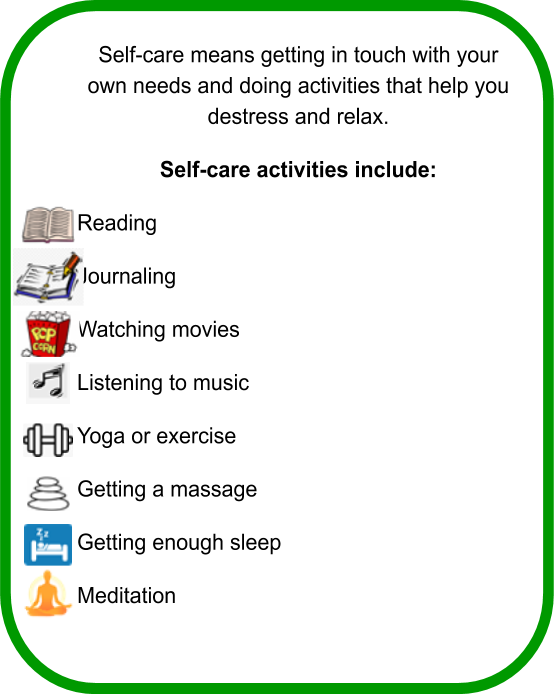 Self-care means getting in touch with your
own needs and doing activities that help you
destress and relax.
Self-care activities include:
Reading
Journaling
POP
CORN
Watching movies
Listening to music
Yoga or exercise
Getting a massage
Z Z Z
Getting enough sleep
Meditation